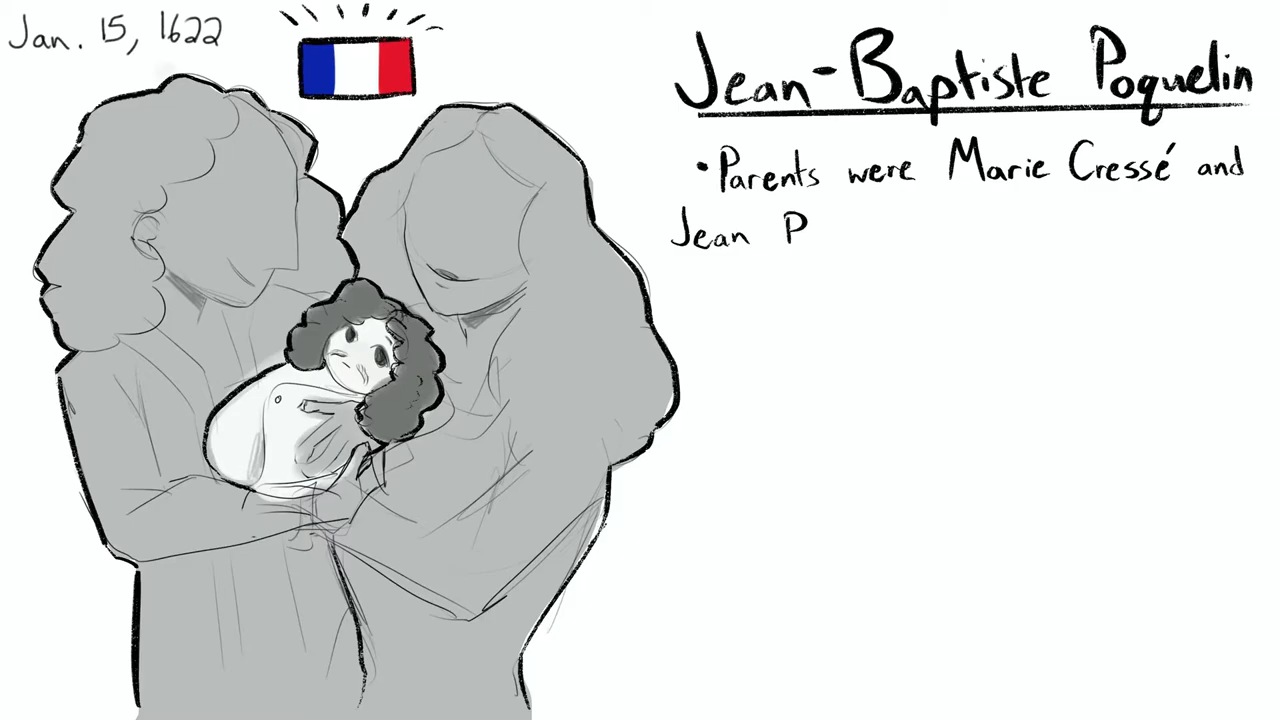 Jan. 15, 1622
Jean-Baptiste Poquelin
•Parents were Marie Cressé and
Jean P